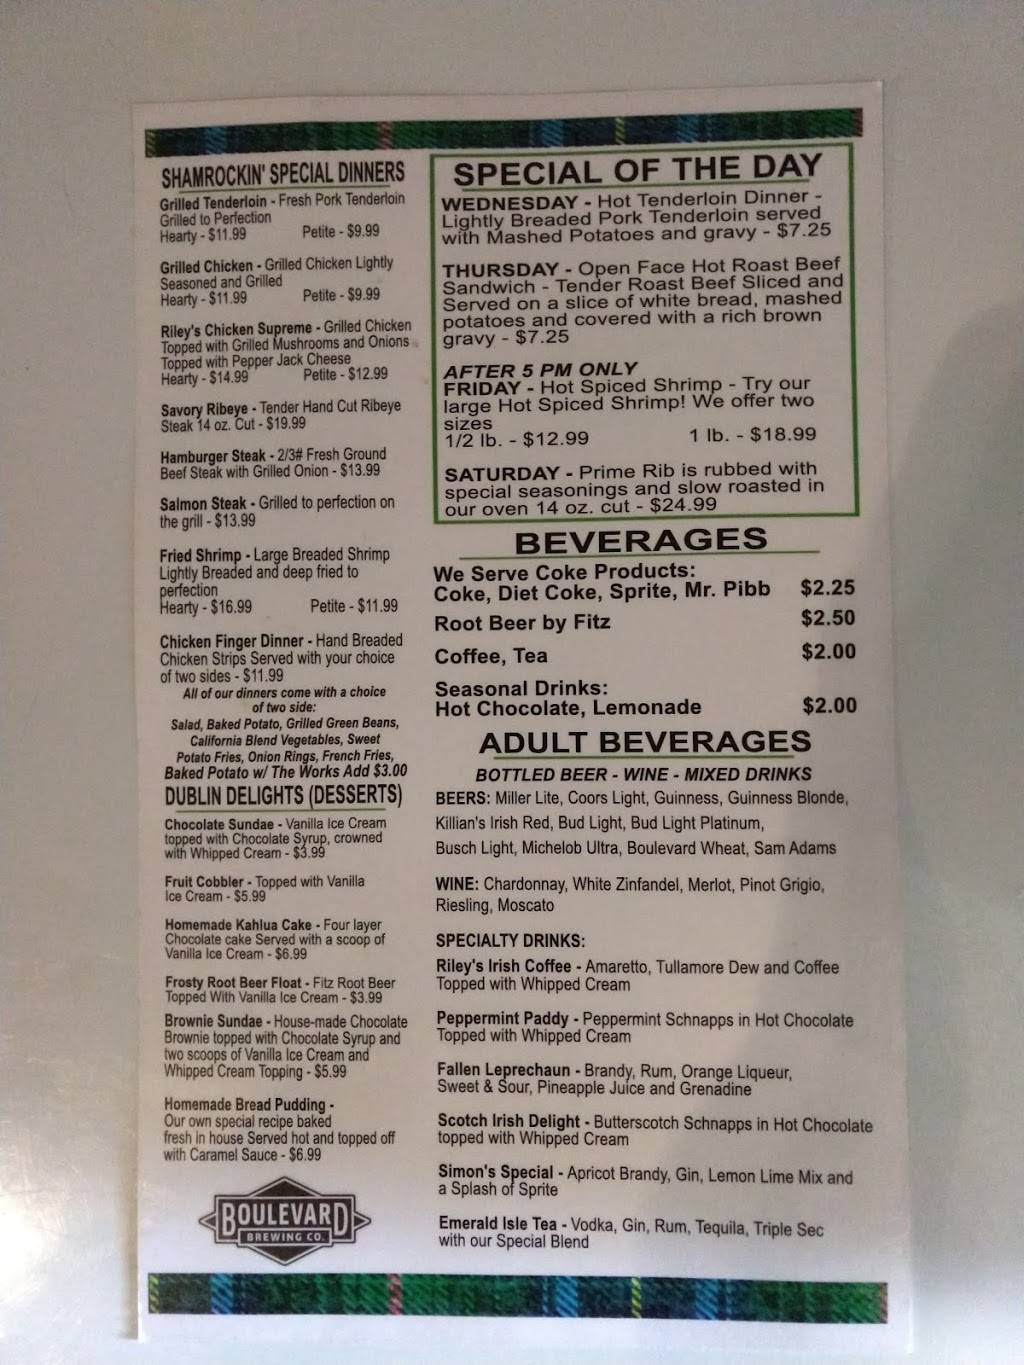 SHAMROCKIN' SPECIAL DINNERS
Grilled Tenderloin - Fresh Pork Tenderloin
Grilled to Perfection
Hearty - $11.99 Petite - $9.99
Grilled Chicken - Grilled Chicken Lightly
Seasoned and Grilled
Hearty - $11.99 Petite - $9.99
Riley's Chicken Supreme - Grilled Chicken
Topped with Grilled Mushrooms and Onions
Topped with Pepper Jack Cheese
Hearty - $14.99 Petite - $12.99
Savory Ribeye - Tender Hand Cut Ribeye
Steak 14 oz. Cut - $19.99
Hamburger Steak - 2/3# Fresh Ground
Beef Steak with Grilled Onion - $13.99
Salmon Steak - Grilled to perfection on
the grill - $13.99
Fried Shrimp - Large Breaded Shrimp
Lightly Breaded and deep fried to
perfection
Hearty - $16.99 Petite - $11.99
Chicken Finger Dinner - Hand Breaded
Chicken Strips Served with your choice
of two sides - $11.99
All of our dinners come with a choice
of two side:
Salad, Baked Potato, Grilled Green Beans,
California Blend Vegetables, Sweet
Potato Fries, Onion Rings, French Fries,
Baked Potato w/ The Works Add $3.00
DUBLIN DELIGHTS (DESSERTS)
Chocolate Sundae - Vanilla Ice Cream
topped with Chocolate Syrup, crowned
with Whipped Cream - $3.99
Fruit Cobbler - Topped with Vanilla
Ice Cream - $5.99
Homemade Kahlua Cake - Four layer
Chocolate cake Served with a scoop of
Vanilla Ice Cream - $6.99
Frosty Root Beer Float - Fitz Root Beer
Topped With Vanilla Ice Cream - $3.99
Brownie Sundae - House-made Chocolate
Brownie topped with Chocolate Syrup and
two scoops of Vanilla Ice Cream and
Whipped Cream Topping - $5.99
Homemade Bread Pudding -
Our own special recipe baked
fresh in house Served hot and topped off
with Caramel Sauce - $6.99
BOULEVARD
BREWING CO.
SPECIAL OF THE DAY
WEDNESDAY - Hot Tenderloin Dinner -
Lightly Breaded Pork Tenderloin served
with Mashed Potatoes and gravy - $7.25
THURSDAY - Open Face Hot Roast Beef
Sandwich - Tender Roast Beef Sliced and
Served on a slice of white bread, mashed
potatoes and covered with a rich brown
gravy - $7.25
AFTER 5 PM ONLY
FRIDAY - Hot Spiced Shrimp - Try our
large Hot Spiced Shrimp! We offer two
sizes
1/2 lb. - $12.99 1 lb. - $18.99
SATURDAY - Prime Rib is rubbed with
special seasonings and slow roasted in
our oven 14 oz. cut - $24.99
BEVERAGES
We Serve Coke Products:
Coke, Diet Coke, Sprite, Mr. Pibb $2.25
Root Beer by Fitz $2.50
Coffee, Tea $2.00
Seasonal Drinks:
Hot Chocolate, Lemonade $2.00
ADULT BEVERAGES
BOTTLED BEER - WINE - MIXED DRINKS
BEERS: Miller Lite, Coors Light, Guinness, Guinness Blonde,
Killian's Irish Red, Bud Light, Bud Light Platinum,
Busch Light, Michelob Ultra, Boulevard Wheat, Sam Adams
WINE: Chardonnay, White Zinfandel, Merlot, Pinot Grigio,
Riesling, Moscato
SPECIALTY DRINKS:
Riley's Irish Coffee - Amaretto, Tullamore Dew and Coffee
Topped with Whipped Cream
Peppermint Paddy - Peppermint Schnapps in Hot Chocolate
Topped with Whipped Cream
Fallen Leprechaun - Brandy, Rum, Orange Liqueur,
Sweet & Sour, Pineapple Juice and Grenadine
Scotch Irish Delight - Butterscotch Schnapps in Hot Chocolate
topped with Whipped Cream
Simon's Special - Apricot Brandy, Gin, Lemon Lime Mix and
a Splash of Sprite
Emerald Isle Tea - Vodka, Gin, Rum, Tequila, Triple Sec
with our Special Blend